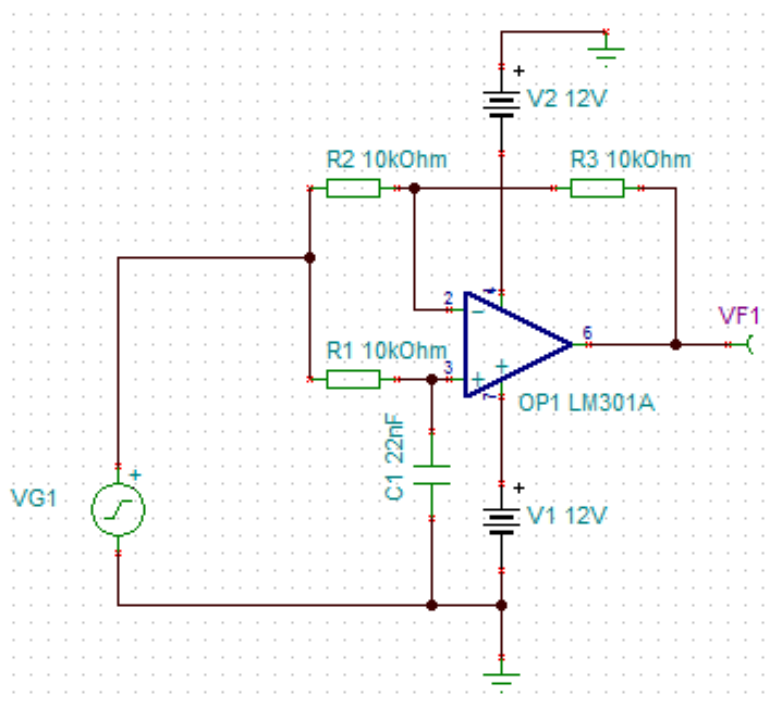 +
V2 12V
R2 10kOhm
R3 10kOhm
4
2
-
VF1
6
R1 10kOhm
3
+
+
7
OP1 LM301A
C1 22nF
+
VG1
+
V1 12V